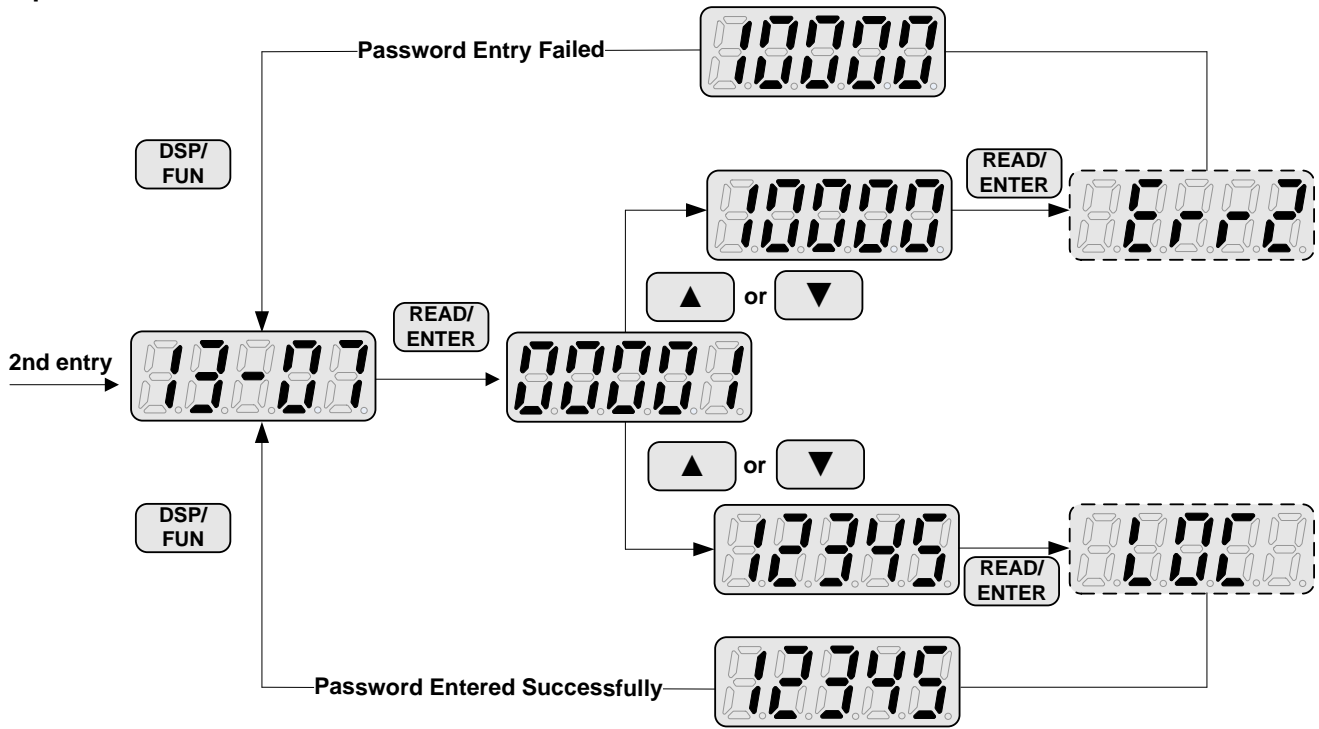 10000
Password Entry Failed
DSP/
FUN
READ/
ENTER
10000
Err2
▲ or ▼
READ/
ENTER
2nd entry
13-07
00001
▲ or ▼
DSP/
FUN
12345
READ/
ENTER
LOC
12345
Password Entered Successfully